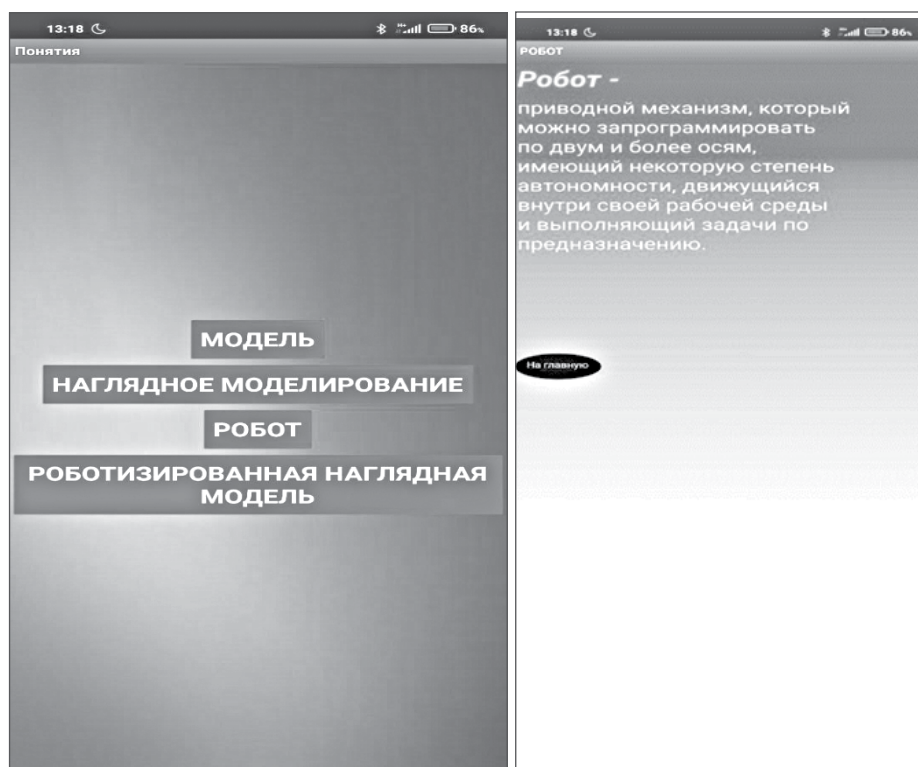 13:18
86%
Понятия
МОДЕЛЬ
НАГЛЯДНОЕ МОДЕЛИРОВАНИЕ
РОБОТ
РОБОТИЗИРОВАННАЯ НАГЛЯДНАЯ
МОДЕЛЬ
13:18
86%
РОБОТ
Робот -
приводной механизм, который
можно запрограммировать
по двум и более осям,
имеющий некоторую степень
автономности, движущийся
внутри своей рабочей среды
и выполняющий задачи по
предназначению.
На главную